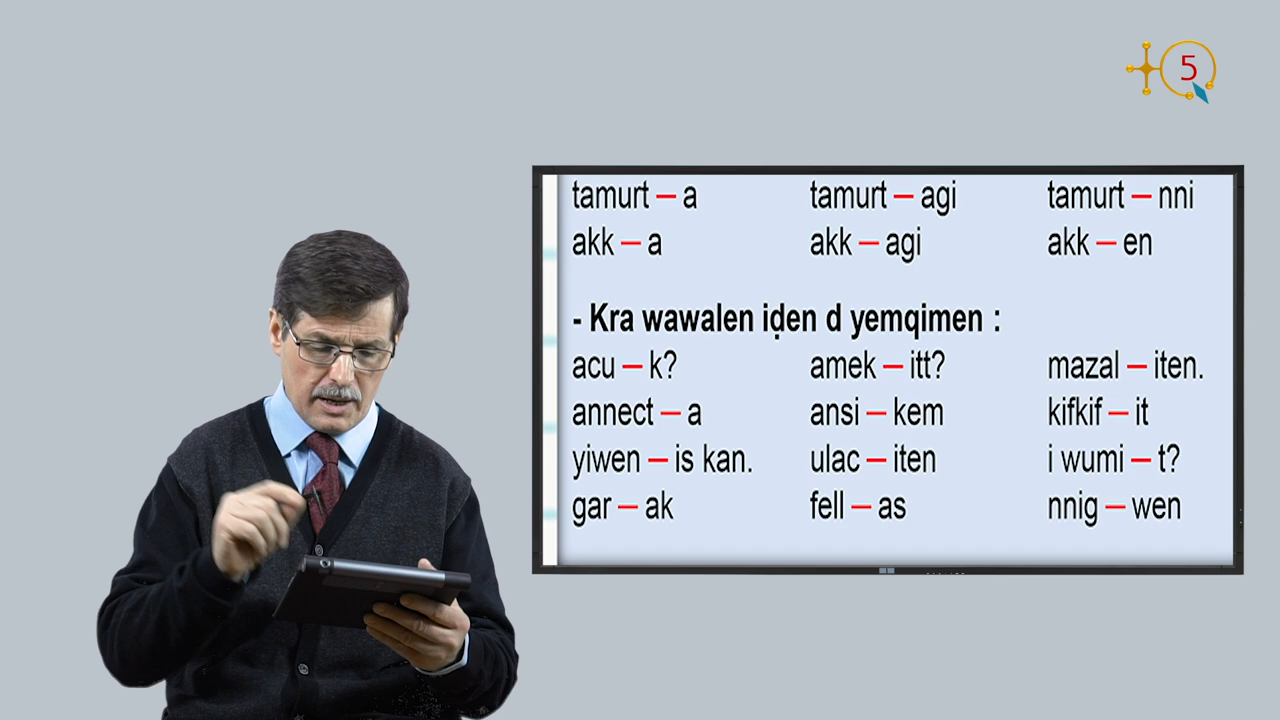 5
tamurt – a tamurt – agi tamurt – nni
akk – a akk – agi akk – en
- Kra wawalen iḍen d yemqimen :
acu – k? amek – itt? mazal – iten.
annect – a ansi – kem kifkif – it
yiwen – is kan. ulac – iten i wumi – t?
gar – ak fell – as nnig – wen